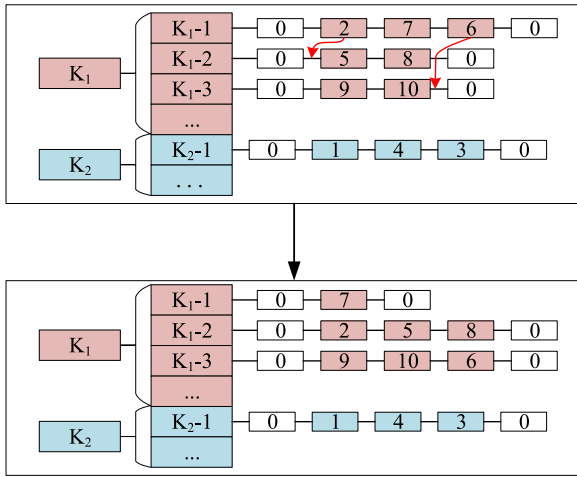 K₁-1 0 2 7 6 0
K₁-2 0 5 8 0
K₁ K₁-3 0 9 10 0
...
K₂ K₂-1 0 1 4 3 0
...
K₁-1 0 7 0
K₁-2 0 2 5 8 0
K₁ K₁-3 0 9 10 6 0
...
K₂ K₂-1 0 1 4 3 0
...